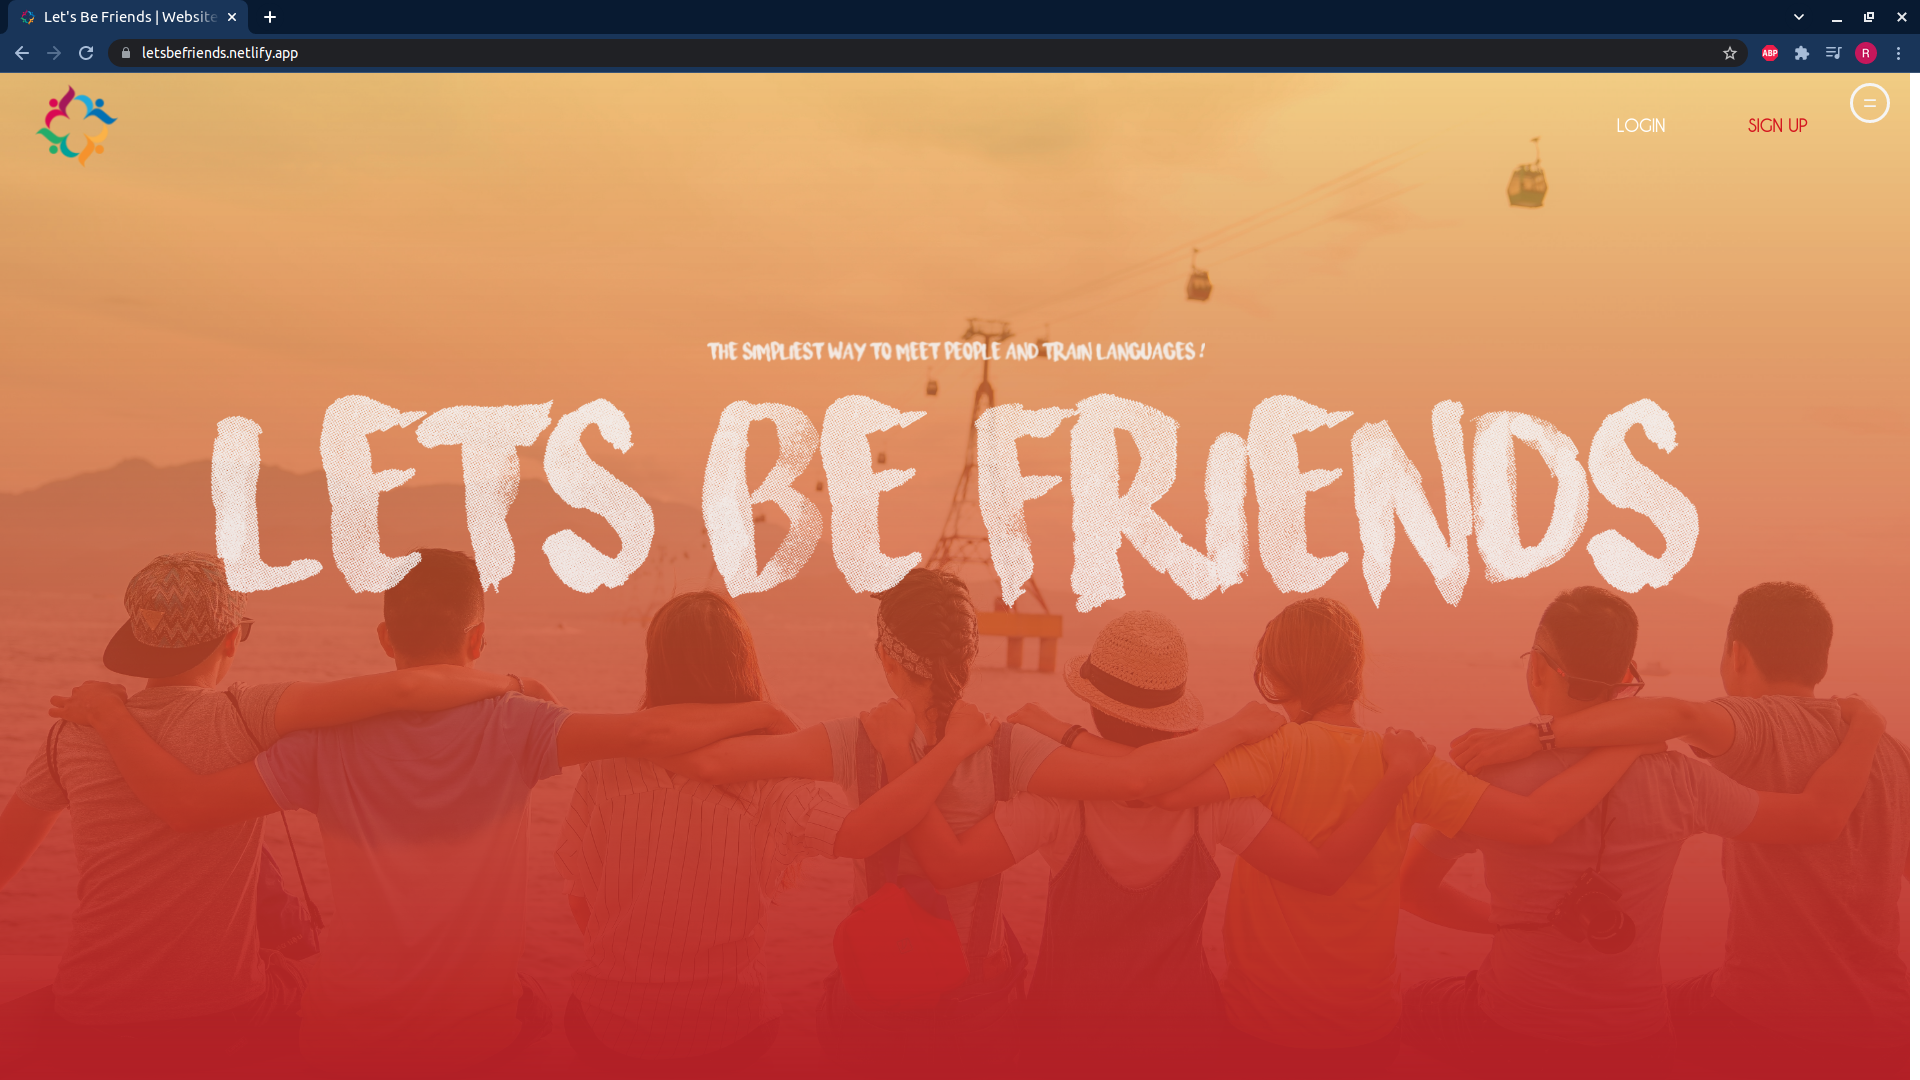 Let's Be Friends | Website
letsbefriends.netlify.app
ABP
R
LOGIN
SIGN UP
THE SIMPLIEST WAY TO MEET PEOPLE AND TRAIN LANGUAGES !
LETS BE FRIENDS